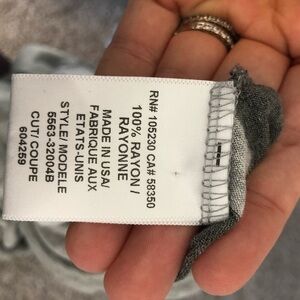 RN# 105230 CA# 58350
100% RAYON /
RAYONNE
MADE IN USA/
FABRIQUE AUX
ETATS-UNIS
STYLE/ MODELE
5563-32004B
CUT/ COUPE
604259